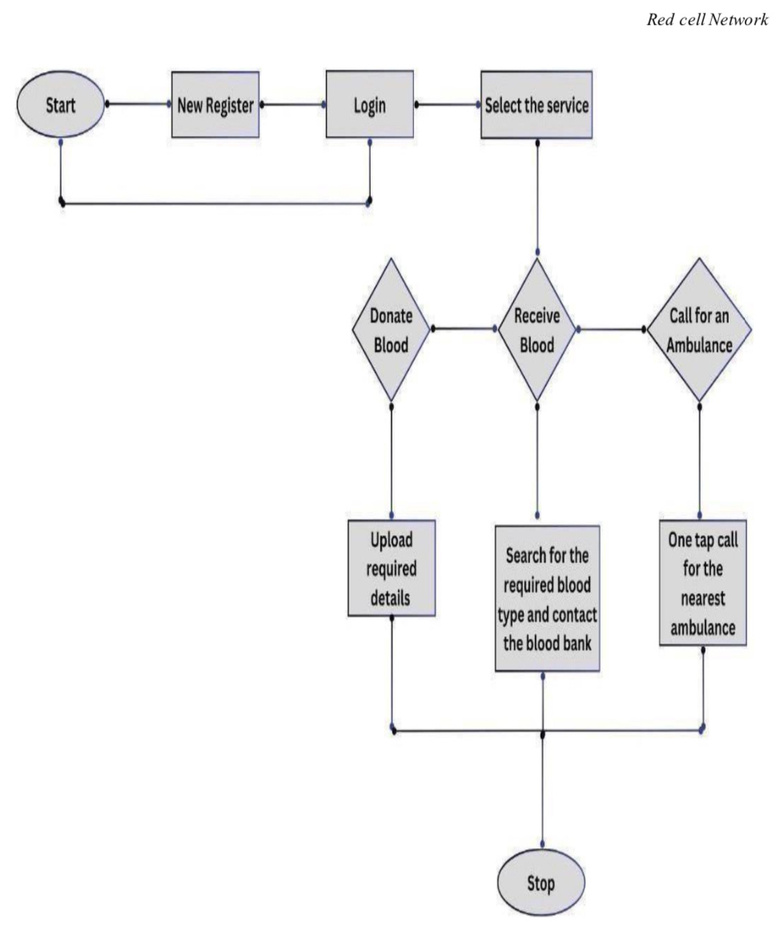 Red cell Network
Start
New Register
Login
Select the service
Donate
Blood
Receive
Blood
Call for an
Ambulance
Upload
required
details
Search for the
required blood
type and contact
the blood bank
One tap call
for the
nearest
ambulance
Stop